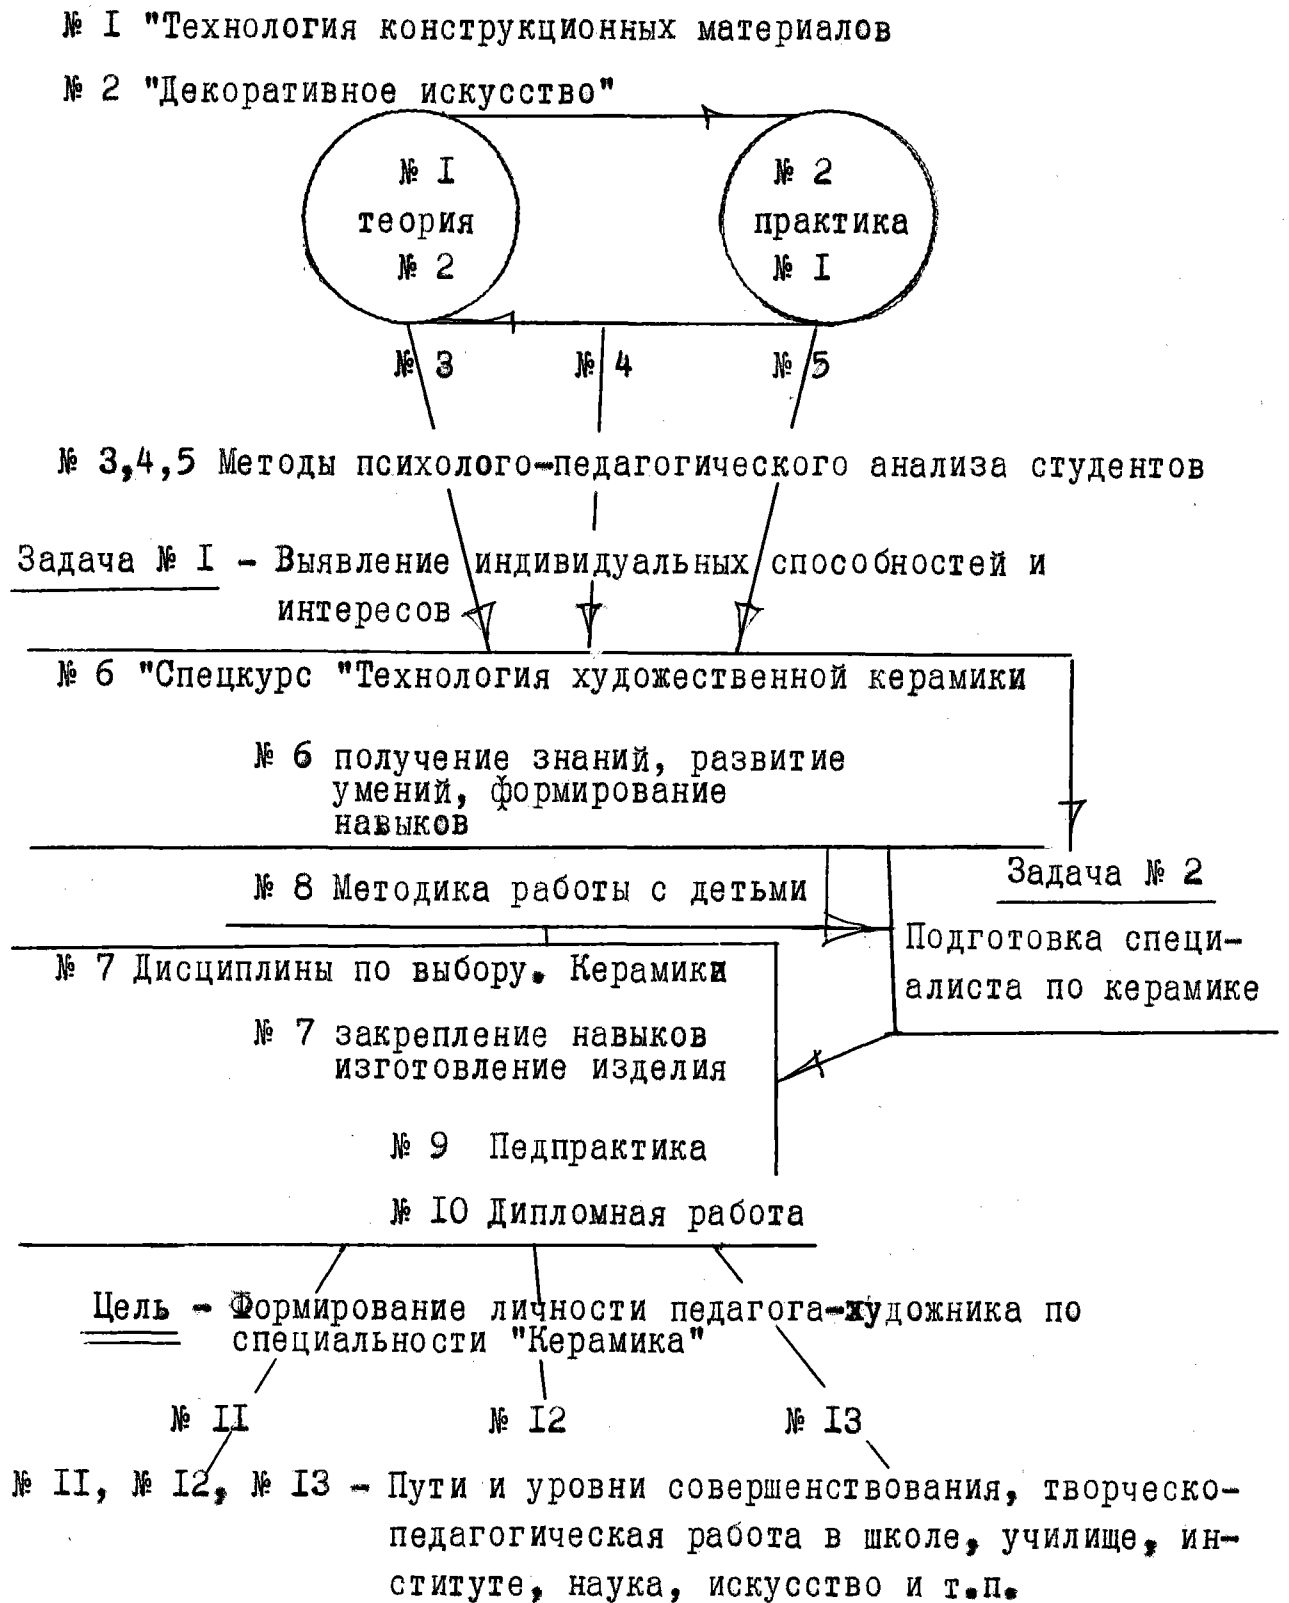 № I "Технология конструкционных материалов
№ 2 "Декоративное искусство"
№ I
теория
№ 2
№ 2
практика
№ I
№ 3
№ 4
№ 5
№ 3,4,5 Методы психолого-педагогического анализа студентов
Задача № I - Выявление индивидуальных способностей и
интересов
№ 6 "Спецкурс "Технология художественной керамики
№ 6 получение знаний, развитие
умений, формирование
навыков
№ 8 Методика работы с детьми
Задача № 2
Подготовка специ-
алиста по керамике
№ 7 Дисциплины по выбору. Керамики
№ 7 закрепление навыков
изготовление изделия
№ 9 Педпрактика
№ IO Дипломная работа
Цель - Формирование личности педагога-художника по
специальности "Керамика"
№ II
№ I2
№ I3
№ II, № I2, № I3 - Пути и уровни совершенствования, творческо-
педагогическая работа в школе, училище, ин-
ституте, наука, искусство и т.п.